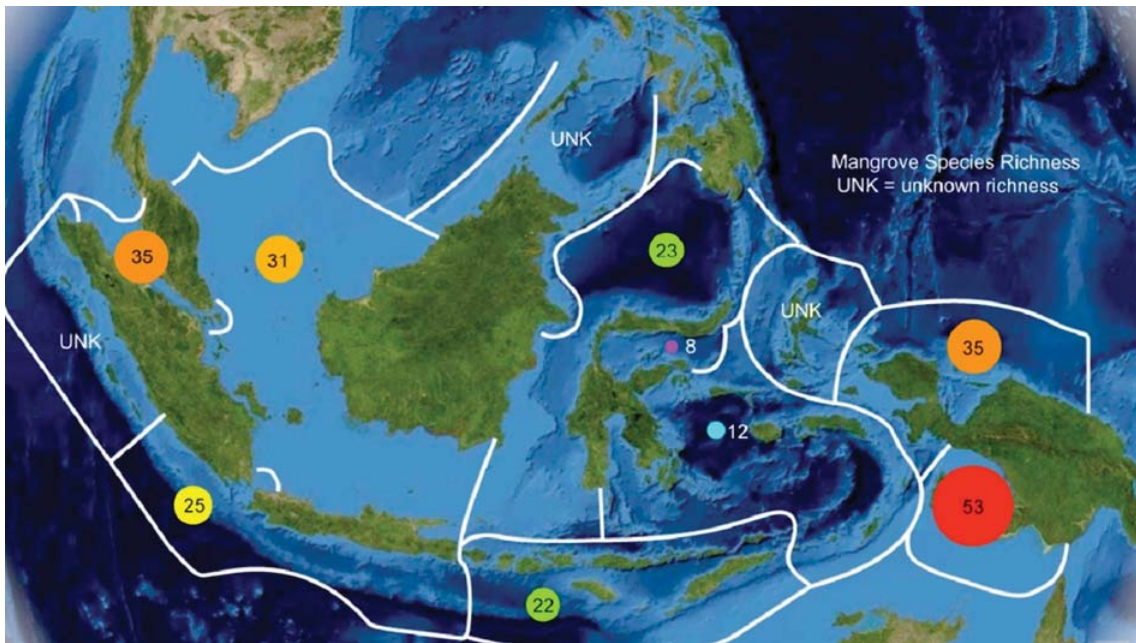 UNK
Mangrove Species Richness
UNK = unknown richness
35
31
23
UNK
UNK
8
35
12
25
53
22